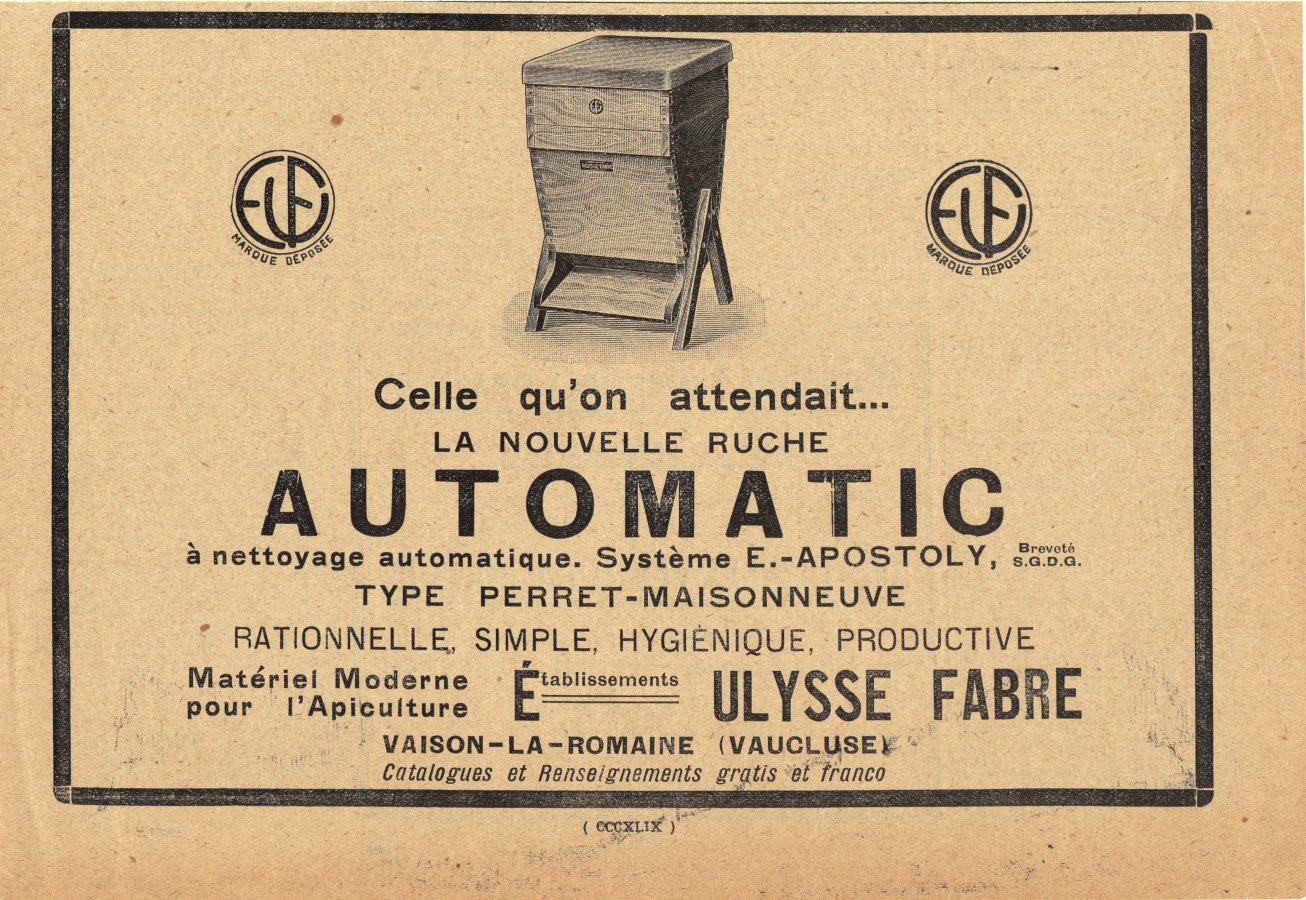 EUF
MARQUE DÉPOSÉE
EUF
MARQUE DÉPOSÉE
Celle qu'on attendait...
LA NOUVELLE RUCHE
AUTOMATIC
à nettoyage automatique. Système E.-APOSTOLY, Breveté S.G.D.G.
TYPE PERRET-MAISONNEUVE
RATIONNELLE, SIMPLE, HYGIÉNIQUE, PRODUCTIVE
Matériel Moderne
pour l'Apiculture
Établissements
ULYSSE FABRE
VAISON-LA-ROMAINE (VAUCLUSE)
Catalogues et Renseignements gratis et franco
( CCCXLIX )